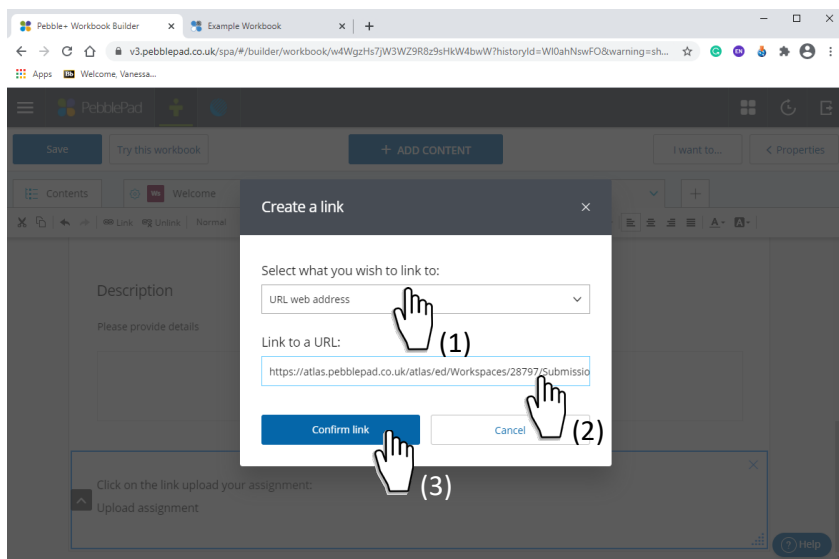 Pebble+ Workbook Builder
Example Workbook
v3.pebblepad.co.uk/spa/#/builder/workbook/w4WgzHs7jW3WZ9R8z9sHkW4bwW?historyId=WI0ahNswFO&warning=sh...
Apps Bb Welcome, Vanessa...
PebblePad
Save Try this workbook + ADD CONTENT I want to... < Properties
Contents We Welcome
Link Unlink Normal
Create a link
Select what you wish to link to:
URL web address
(1)
Link to a URL:
https://atlas.pebblepad.co.uk/atlas/ed/Workspaces/28797/Submissio
(2)
Confirm link Cancel
(3)
Description
Please provide details
Click on the link upload your assignment:
Upload assignment
Help